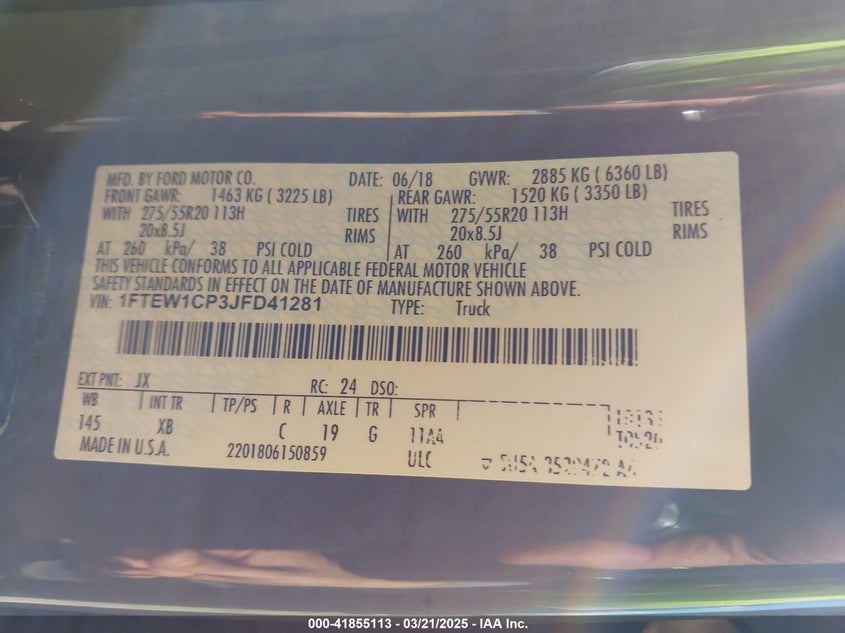 MFD. BY FORD MOTOR CO. DATE: 06/18 GVWR: 2885 KG ( 6360 LB)
FRONT GAWR: 1463 KG ( 3225 LB) REAR GAWR: 1520 KG ( 3350 LB)
WITH 275/55R20 113H TIRES WITH 275/55R20 113H TIRES
20x8.5J RIMS 20x8.5J RIMS
AT 260 kPa/ 38 PSI COLD AT 260 kPa/ 38 PSI COLD
THIS VEHICLE CONFORMS TO ALL APPLICABLE FEDERAL MOTOR VEHICLE
SAFETY STANDARDS IN EFFECT ON THE DATE OF MANUFACTURE SHOWN ABOVE.
VIN: 1FTEW1CP3JFD41281 TYPE: Truck
EXT PNT: JX RC: 24 DSO:
WB INT TR TP/PS R AXLE TR SPR
145 XB C 19 G 11A4
MADE IN U.S.A. 2201806150859 ULC
000-41855113 - 03/21/2025 - IAA Inc.